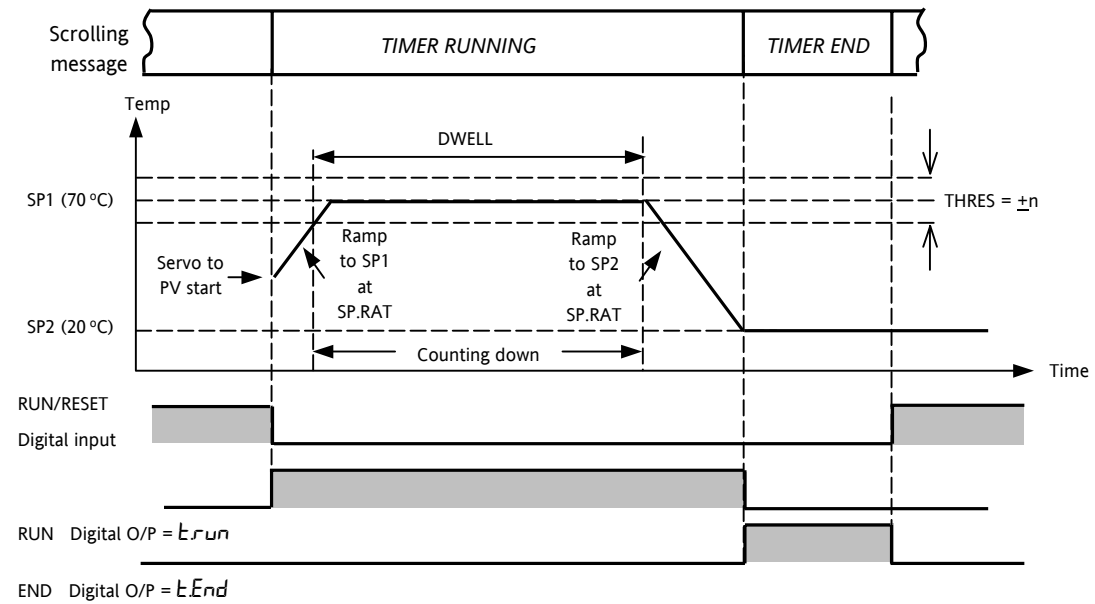 Scrolling
message
TIMER RUNNING
TIMER END
Temp
DWELL
SP1 (70 ºC)
THRES = ±n
Ramp
to SP1
at
SP.RAT
Ramp
to SP2
at
SP.RAT
Servo to
PV start
SP2 (20 ºC)
Counting down
Time
RUN/RESET
Digital input
RUN Digital O/P = t.run
END Digital O/P = t.End